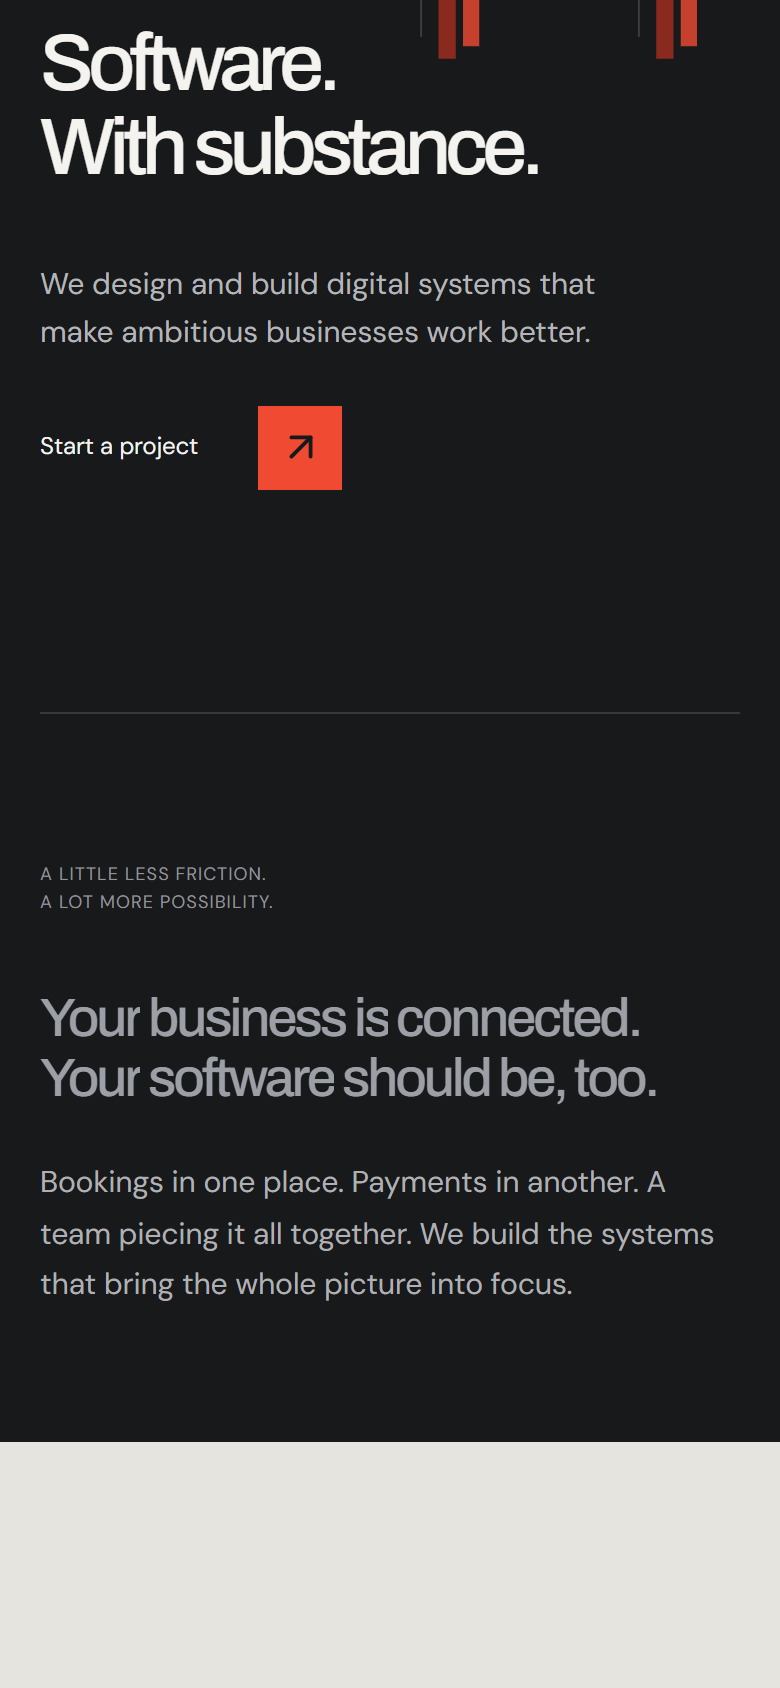 Software.
With substance.
We design and build digital systems that
make ambitious businesses work better.
Start a project
A LITTLE LESS FRICTION.
A LOT MORE POSSIBILITY.
Your business is connected.
Your software should be, too.
Bookings in one place. Payments in another. A
team piecing it all together. We build the systems
that bring the whole picture into focus.